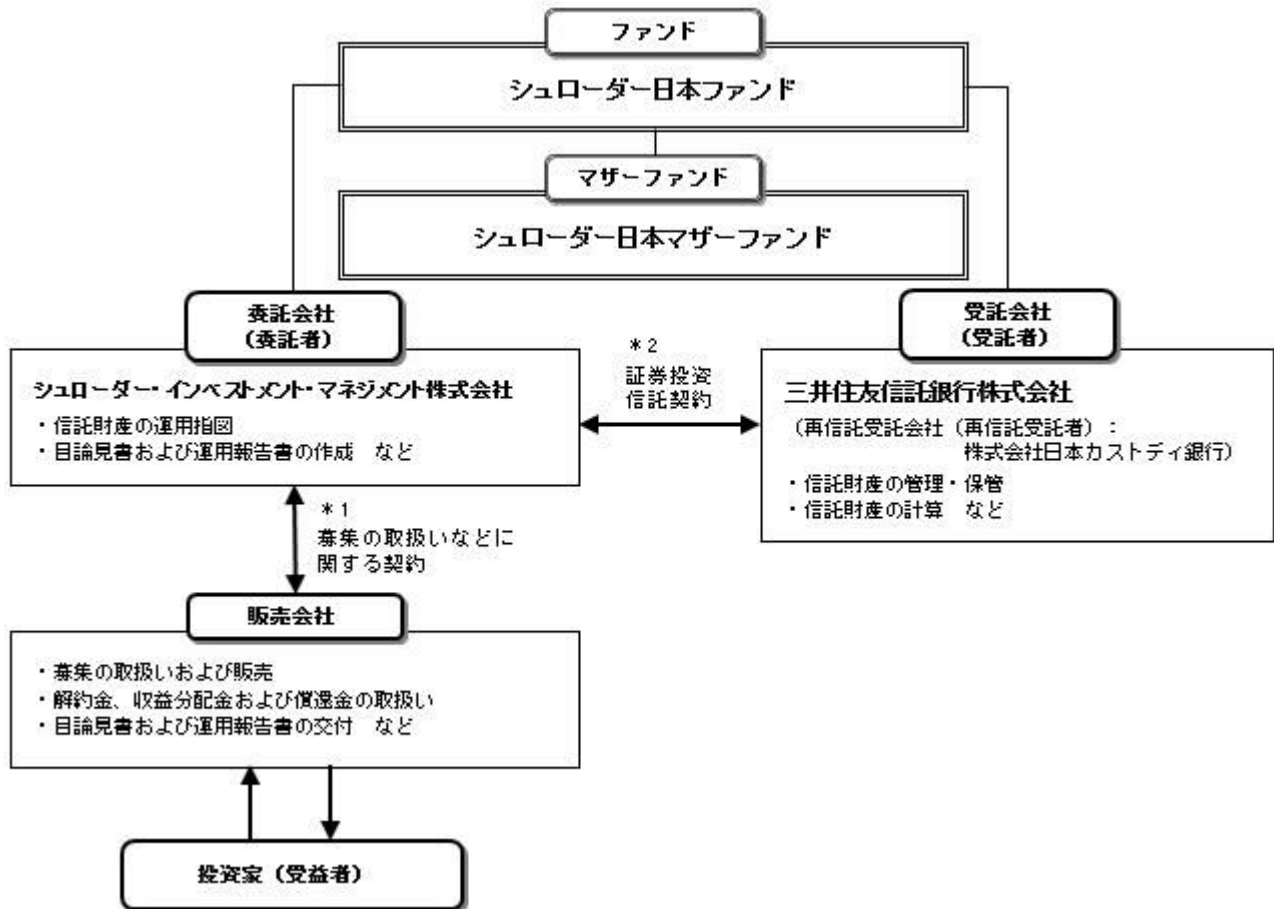 ファンド
シュローダー日本ファンド
マザーファンド
シュローダー日本マザーファンド
委託会社
(委託者)
シュローダー・インベストメント・マネジメント株式会社
・信託財産の運用指図
・目論見書および運用報告書の作成 など
*2
証券投資
信託契約
受託会社
(受託者)
三井住友信託銀行株式会社
(再信託受託会社(再信託受託者):
株式会社日本カストディ銀行)
・信託財産の管理・保管
・信託財産の計算 など
*1
募集の取扱いなどに
関する契約
販売会社
・募集の取扱いおよび販売
・解約金、収益分配金および償還金の取扱い
・目論見書および運用報告書の交付 など
投資家(受益者)